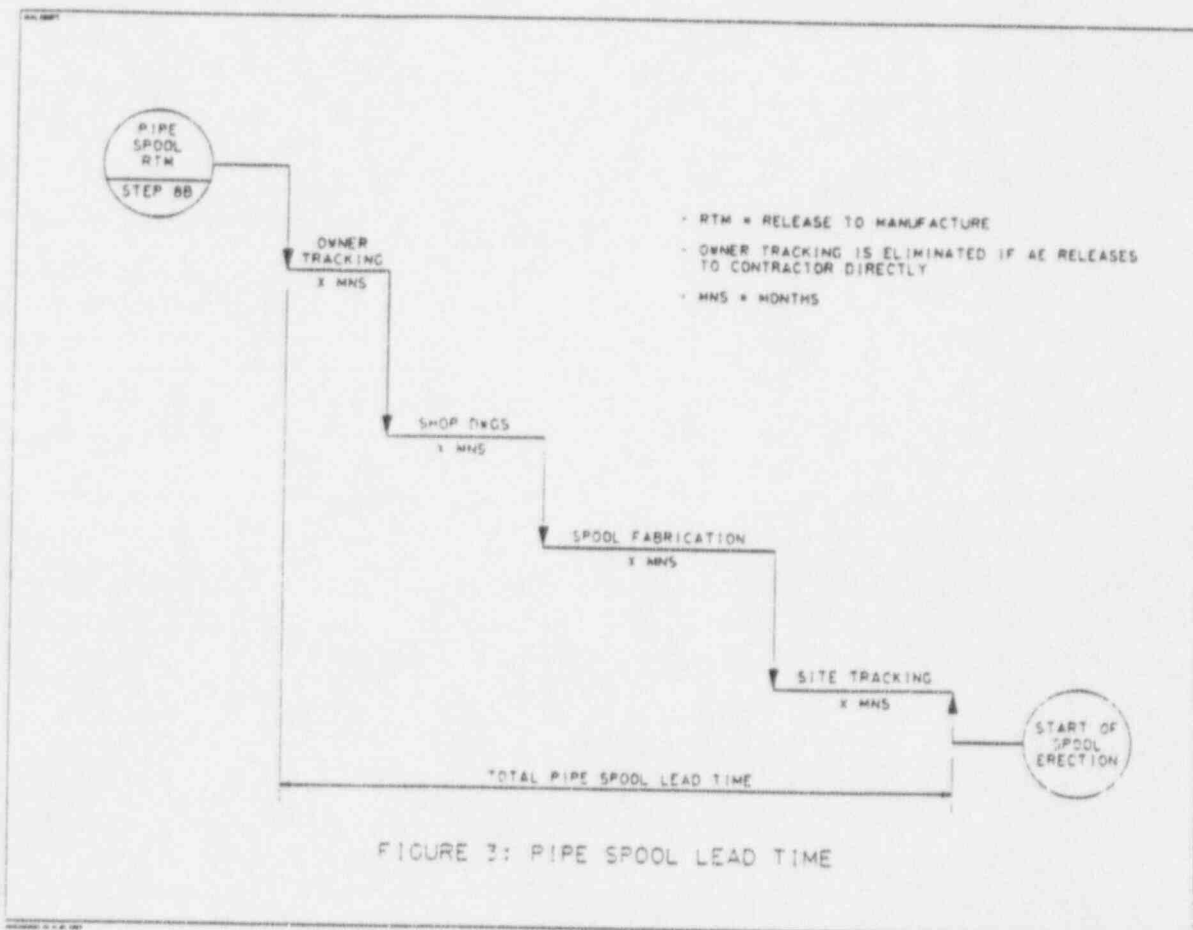 PIPE
SPOOL
RTM
STEP 8B
OWNER
TRACKING
X MNS
· RTM = RELEASE TO MANUFACTURE
· OWNER TRACKING IS ELIMINATED IF AE RELEASES
TO CONTRACTOR DIRECTLY
· MNS = MONTHS
SHOP DWGS
X MNS
SPOOL FABRICATION
X MNS
SITE TRACKING
X MNS
START OF
SPOOL
ERECTION
TOTAL PIPE SPOOL LEAD TIME
FIGURE 3: PIPE SPOOL LEAD TIME